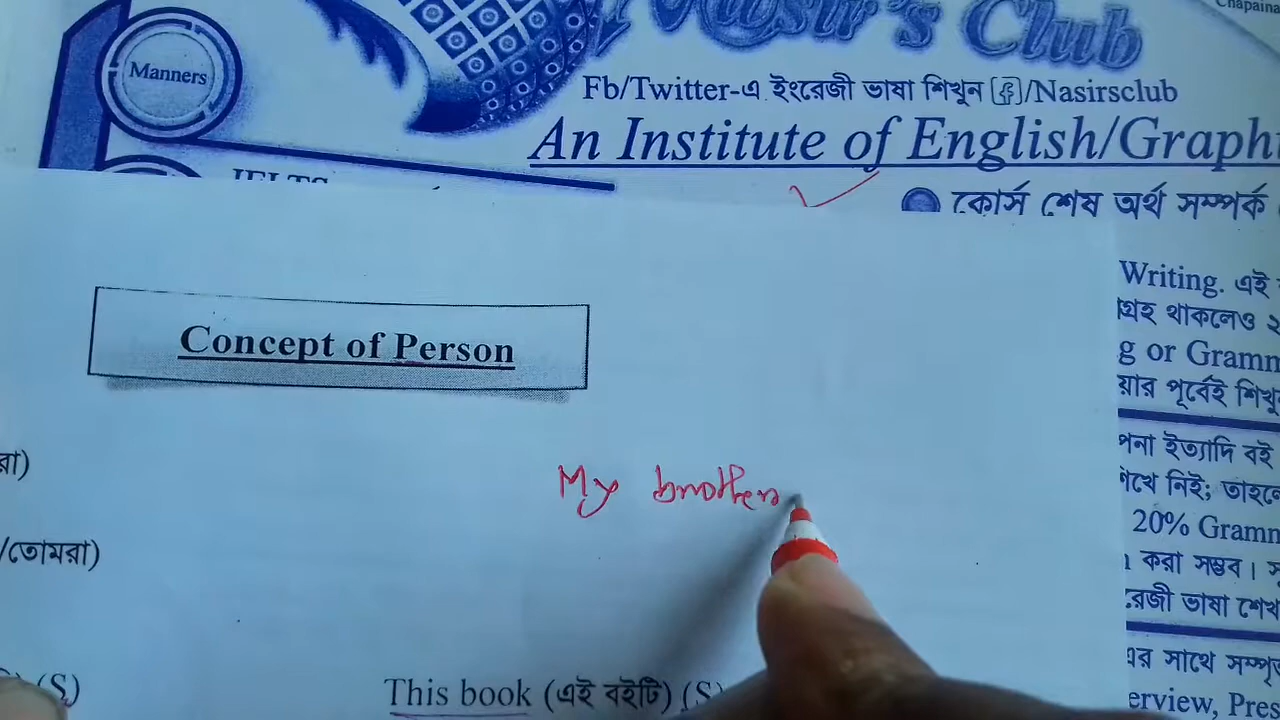 Chapaina
Nasir's Club
Manners
Fb/Twitter-এ ইংরেজী ভাষা শিখুন f/Nasirsclub
An Institute of English/Graphi
IELTS
কোর্স শেষ অর্থ সম্পর্ক
Writing. এই
গ্রহ থাকলেও
Concept of Person
g or Gramm
য়ার পূর্বেই শিখু
পনা ইত্যাদি বই
রা)
My brother
শিখে নিই; তাহলে
20% Gramm
/তোমরা)
করা সম্ভব।
রেজী ভাষা শেখ
এর সাথে সম্পৃ
(S)
This book (এই বইটি) (S)
erview, Pres